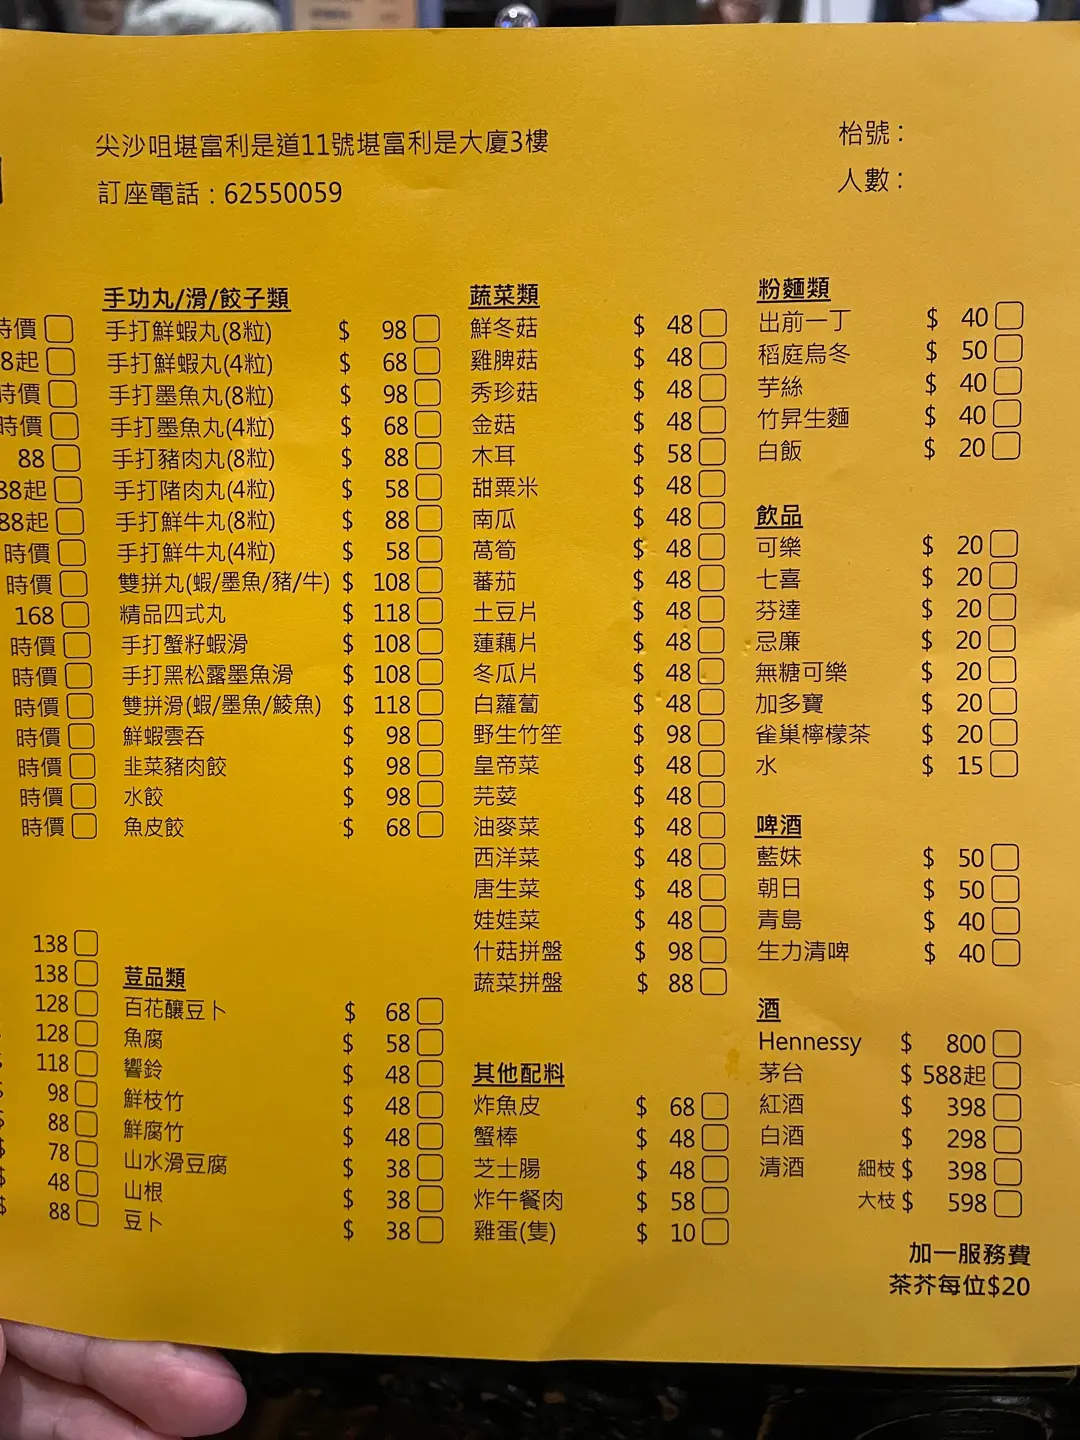 尖沙咀堪富利是道11號堪富利是大廈3樓
訂座電話：62550059
枱號：
人數：
時價
8起
時價
時價
88
88起
88起
時價
時價
168
時價
時價
時價
時價
時價
時價
時價
138
138
128
128
118
$ 98
$ 88
$ 78
$ 48
$ 88
手功丸/滑/餃子類
手打鮮蝦丸(8粒) $ 98
手打鮮蝦丸(4粒) $ 68
手打墨魚丸(8粒) $ 98
手打墨魚丸(4粒) $ 68
手打豬肉丸(8粒) $ 88
手打陼肉丸(4粒) $ 58
手打鮮牛丸(8粒) $ 88
手打鮮牛丸(4粒) $ 58
雙拼丸(蝦/墨魚/豬/牛) $ 108
精品四式丸 $ 118
手打蟹籽蝦滑 $ 108
手打黑松露墨魚滑 $ 108
雙拼滑(蝦/墨魚/鯪魚) $ 118
鮮蝦雲吞 $ 98
韭菜豬肉餃 $ 98
水餃 $ 98
魚皮餃 $ 68
荳品類
百花釀豆卜 $ 68
魚腐 $ 58
響鈴 $ 48
鮮枝竹 $ 48
鮮腐竹 $ 48
山水滑豆腐 $ 38
山根 $ 38
豆卜 $ 38
蔬菜類
鮮冬菇 $ 48
雞脾菇 $ 48
秀珍菇 $ 48
金菇 $ 48
木耳 $ 58
甜粟米 $ 48
南瓜 $ 48
萵筍 $ 48
蕃茄 $ 48
土豆片 $ 48
蓮藕片 $ 48
冬瓜片 $ 48
白蘿蔔 $ 48
野生竹笙 $ 98
皇帝菜 $ 48
芫荽 $ 48
油麥菜 $ 48
西洋菜 $ 48
唐生菜 $ 48
娃娃菜 $ 48
什菇拼盤 $ 98
蔬菜拼盤 $ 88
其他配料
炸魚皮 $ 68
蟹棒 $ 48
芝士腸 $ 48
炸午餐肉 $ 58
雞蛋(隻) $ 10
粉麵類
出前一丁 $ 40
稻庭烏冬 $ 50
芋絲 $ 40
竹昇生麵 $ 40
白飯 $ 20
飲品
可樂 $ 20
七喜 $ 20
芬達 $ 20
忌廉 $ 20
無糖可樂 $ 20
加多寶 $ 20
雀巢檸檬茶 $ 20
水 $ 15
啤酒
藍妹 $ 50
朝日 $ 50
青島 $ 40
生力清啤 $ 40
酒
Hennessy $ 800
茅台 $ 588起
紅酒 $ 398
白酒 $ 298
清酒 細枝 $ 398
大枝 $ 598
加一服務費
茶芥每位$20